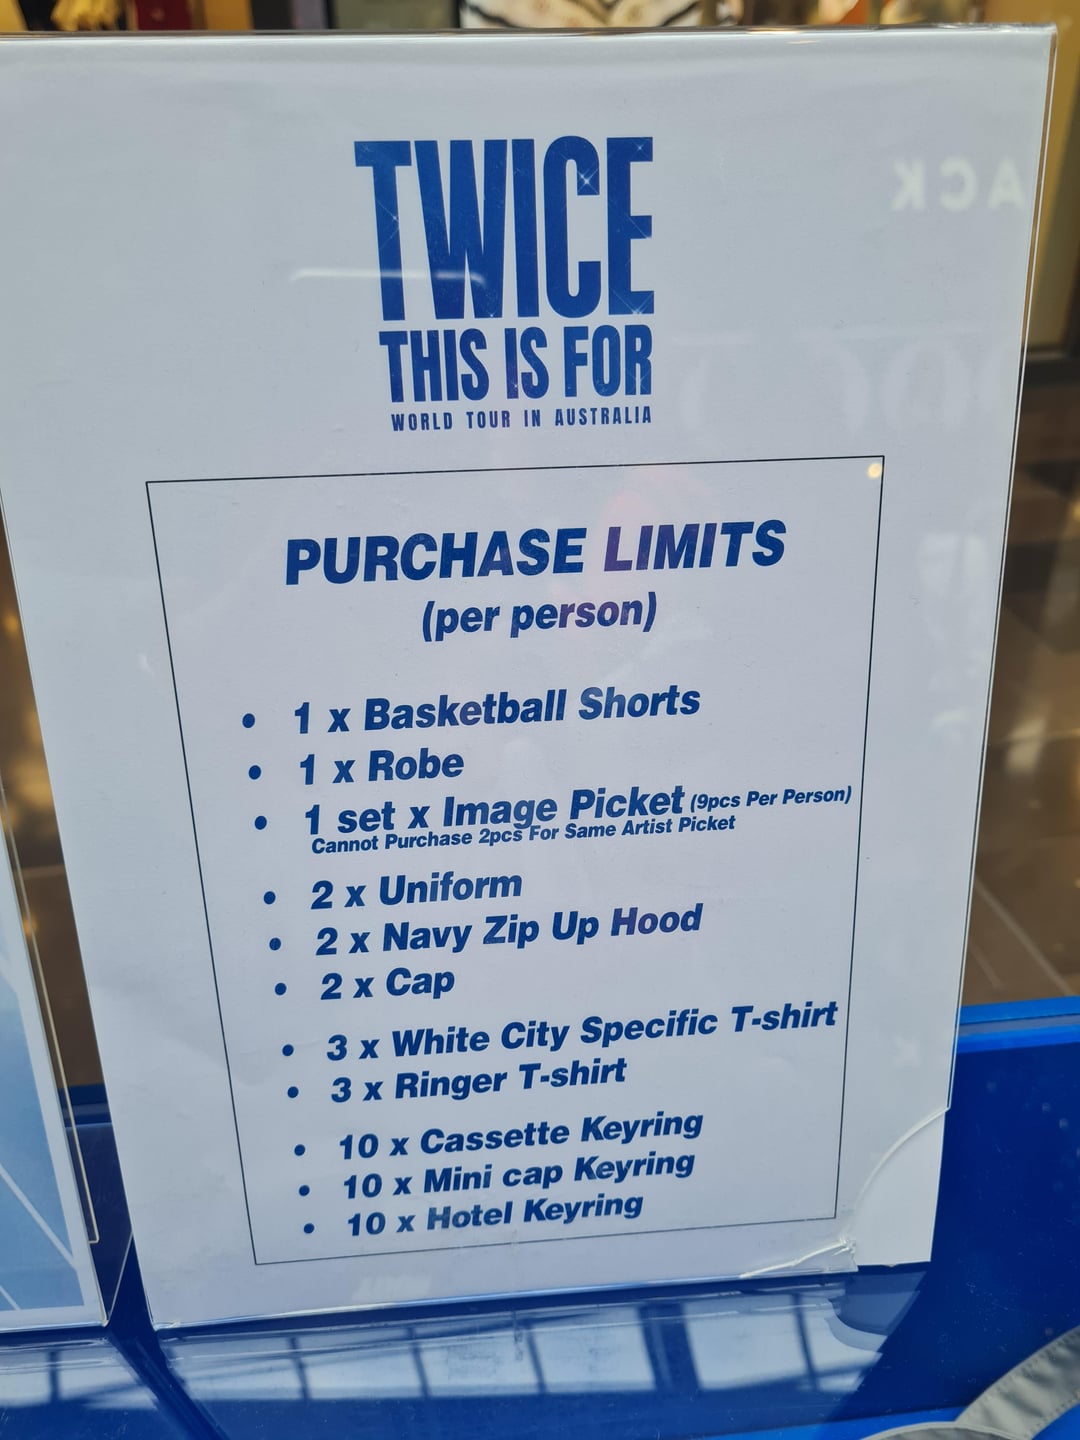 TWICE
THIS IS FOR
WORLD TOUR IN AUSTRALIA
PURCHASE LIMITS
(per person)
• 1 x Basketball Shorts
• 1 x Robe
• 1 set x Image Picket (9pcs Per Person)
Cannot Purchase 2pcs For Same Artist Picket
• 2 x Uniform
• 2 x Navy Zip Up Hood
• 2 x Cap
• 3 x White City Specific T-shirt
• 3 x Ringer T-shirt
• 10 x Cassette Keyring
• 10 x Mini cap Keyring
• 10 x Hotel Keyring